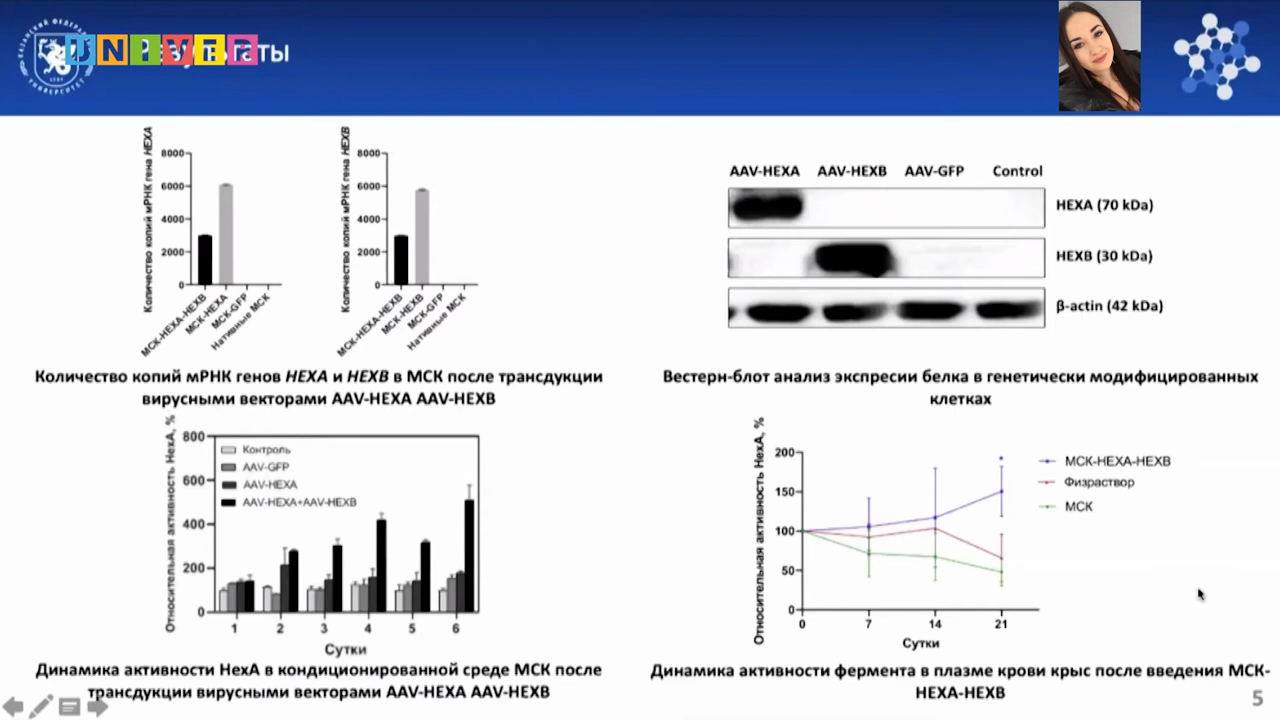 КАЗАНСКИЙ ФЕДЕРАЛЬНЫЙ УНИВЕРСИТЕТ
UNIVER
Результаты
Количество копий мРНК гена HEXA
8000
6000
4000
2000
0
МСК-HEXA-HEXB
МСК-HEXA
МСК-GFP
Нативные МСК
Количество копий мРНК гена HEXB
8000
6000
4000
2000
0
МСК-HEXA-HEXB
МСК-HEXB
МСК-GFP
Нативные МСК
Количество копий мРНК генов HEXA и HEXB в МСК после трансдукции
вирусными векторами AAV-HEXA AAV-HEXB
AAV-HEXA AAV-HEXB AAV-GFP Control
HEXA (70 kDa)
HEXB (30 kDa)
β-actin (42 kDa)
Вестерн-блот анализ экспресии белка в генетически модифицированных
клетках
Относительная активность HexA, %
800
600
400
200
0
Контроль
AAV-GFP
AAV-HEXA
AAV-HEXA+AAV-HEXB
1 2 3 4 5 6
Сутки
Динамика активности HexA в кондиционированной среде МСК после
трансдукции вирусными векторами AAV-HEXA AAV-HEXB
Относительная активность HexA, %
200
150
100
50
0
0 7 14 21
Сутки
*
МСК-HEXA-HEXB
Физраствор
МСК
Динамика активности фермента в плазме крови крыс после введения МСК-
HEXA-HEXB
5